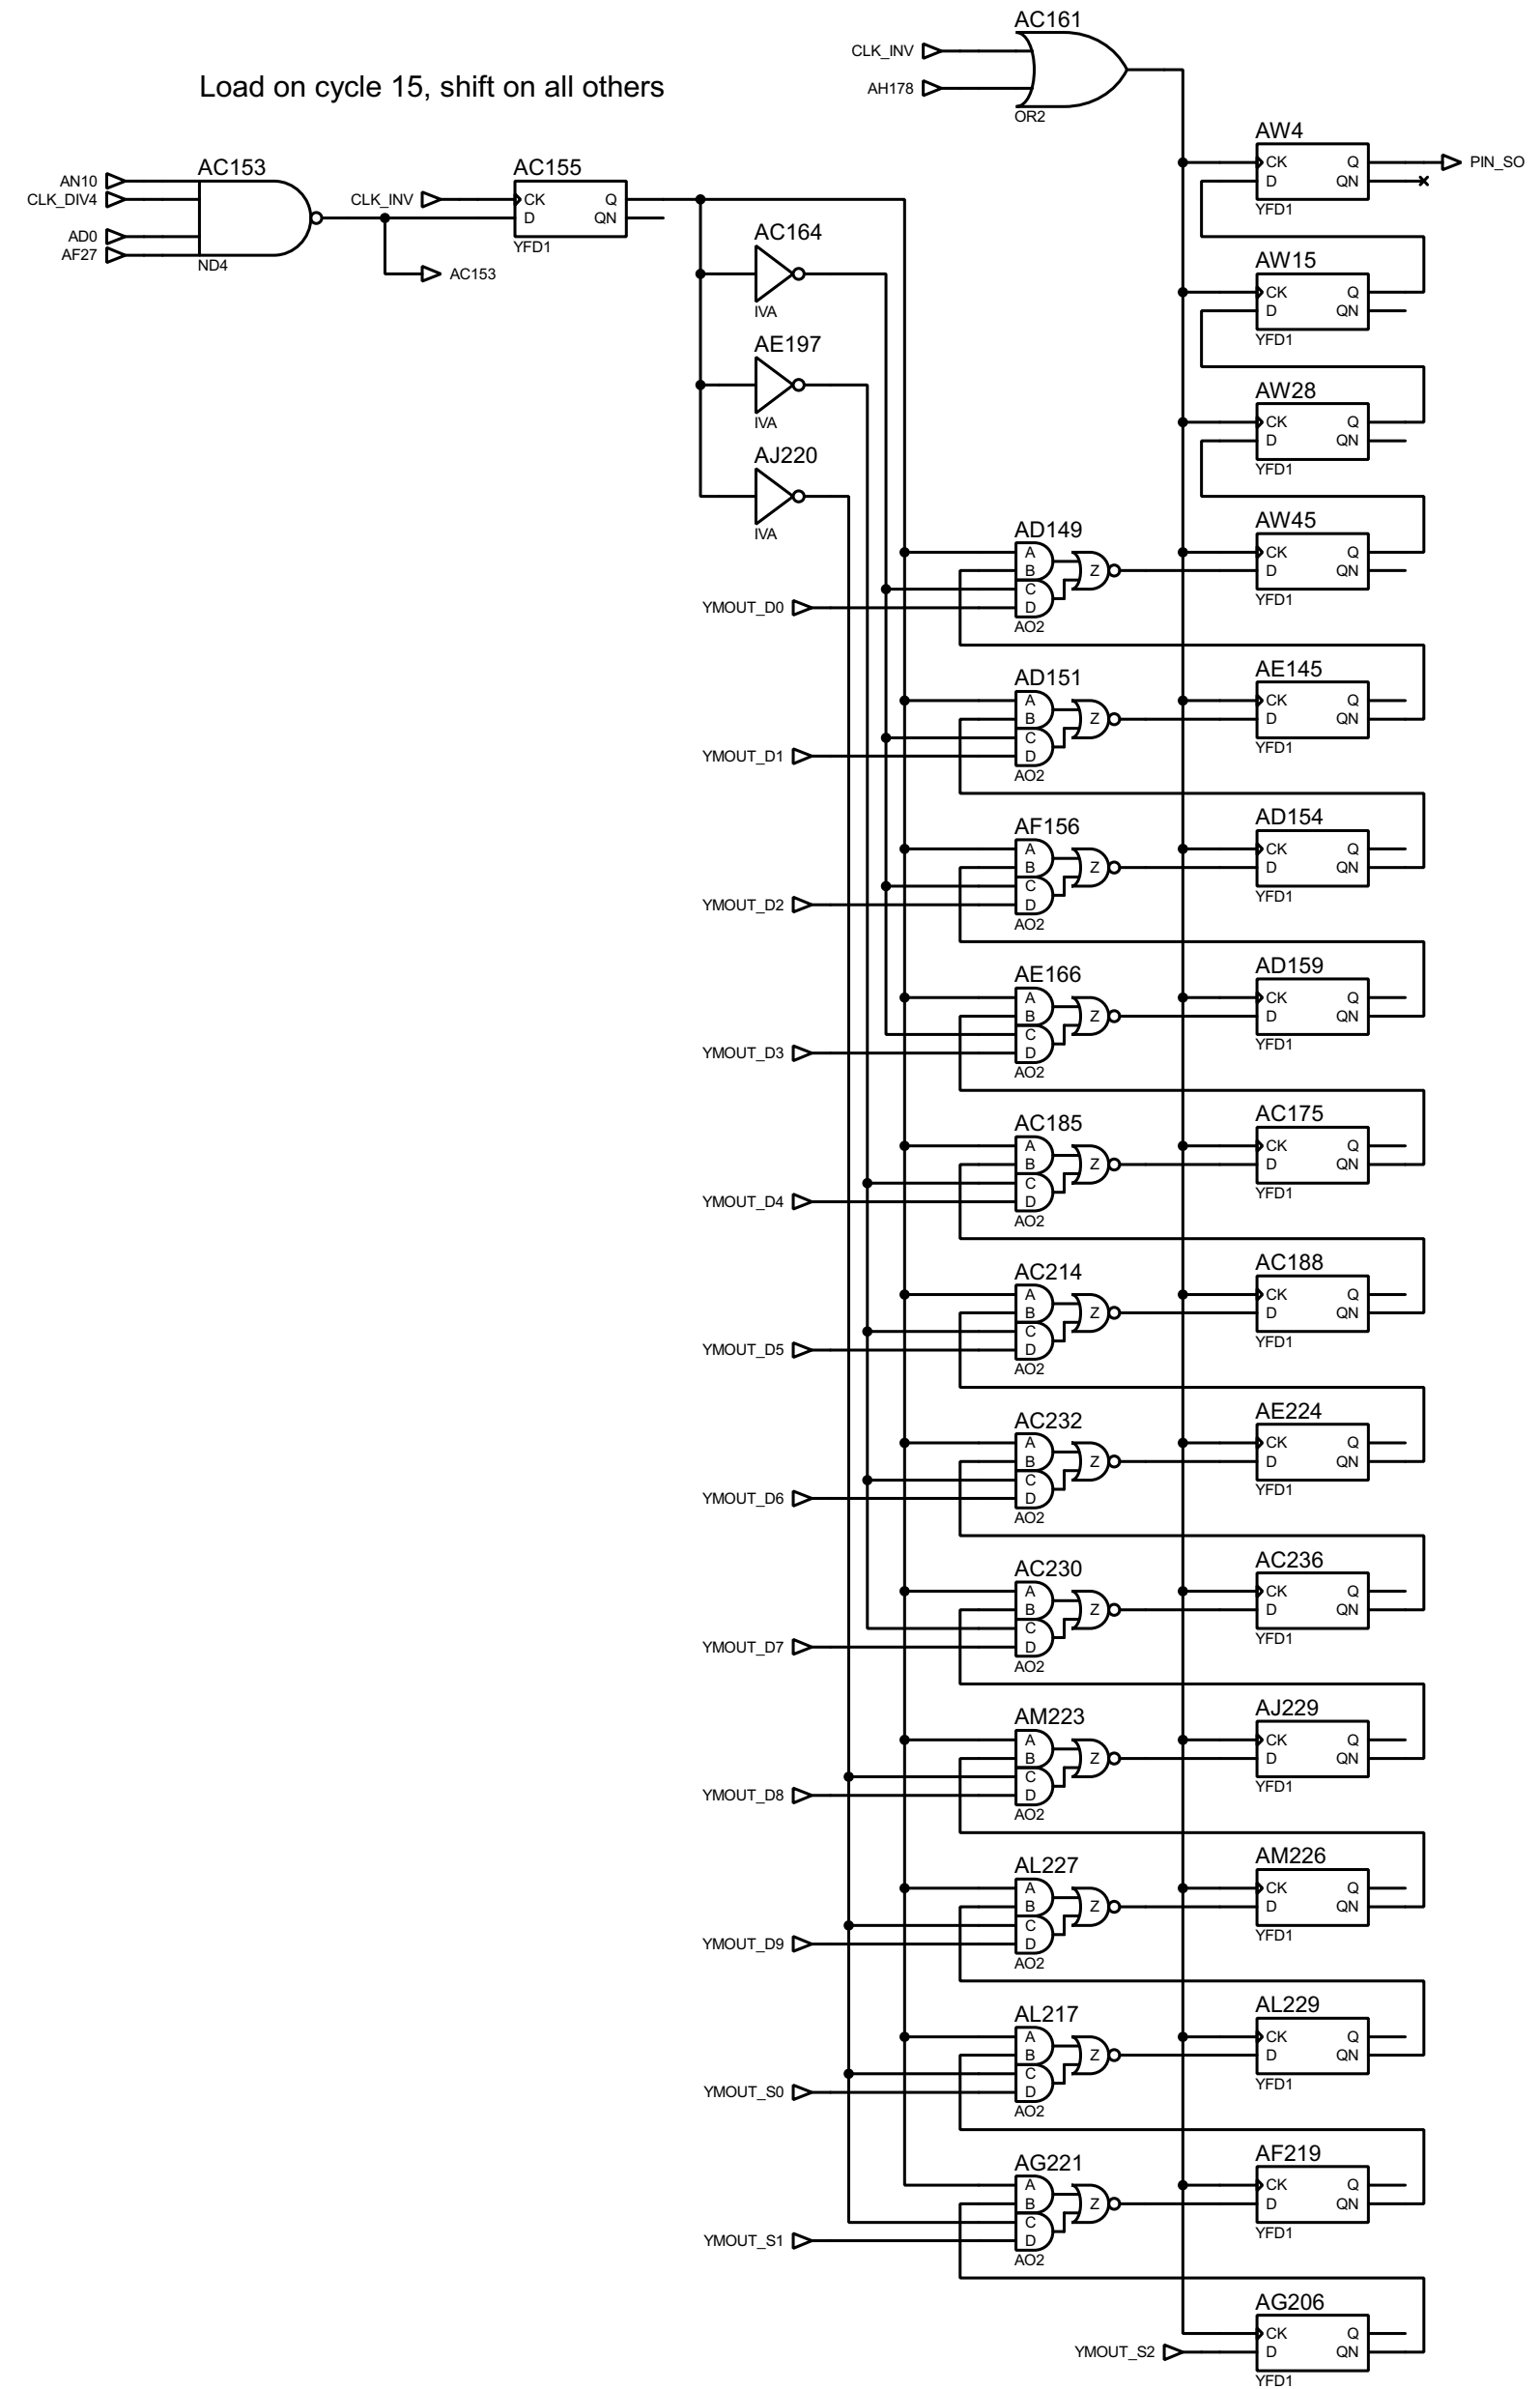 AC161
CLK_INV
AH178
OR2
Load on cycle 15, shift on all others
AC153
AN10
CLK_DIV4
AD0
AF27
ND4
AC153
AC155
CLK_INV
CK Q
D QN
YFD1
AC164
IVA
AE197
IVA
AJ220
IVA
AW4
CK Q
D QN
YFD1
PIN_SO
AW15
CK Q
D QN
YFD1
AW28
CK Q
D QN
YFD1
AD149
A
B
C
D
Z
AO2
YMOUT_D0
AW45
CK Q
D QN
YFD1
AD151
A
B
C
D
Z
AO2
YMOUT_D1
AE145
CK Q
D QN
YFD1
AF156
A
B
C
D
Z
AO2
YMOUT_D2
AD154
CK Q
D QN
YFD1
AE166
A
B
C
D
Z
AO2
YMOUT_D3
AD159
CK Q
D QN
YFD1
AC185
A
B
C
D
Z
AO2
YMOUT_D4
AC175
CK Q
D QN
YFD1
AC214
A
B
C
D
Z
AO2
YMOUT_D5
AC188
CK Q
D QN
YFD1
AC232
A
B
C
D
Z
AO2
YMOUT_D6
AE224
CK Q
D QN
YFD1
AC230
A
B
C
D
Z
AO2
YMOUT_D7
AC236
CK Q
D QN
YFD1
AM223
A
B
C
D
Z
AO2
YMOUT_D8
AJ229
CK Q
D QN
YFD1
AL227
A
B
C
D
Z
AO2
YMOUT_D9
AM226
CK Q
D QN
YFD1
AL217
A
B
C
D
Z
AO2
YMOUT_S0
AL229
CK Q
D QN
YFD1
AG221
A
B
C
D
Z
AO2
YMOUT_S1
AF219
CK Q
D QN
YFD1
AG206
CK Q
D QN
YFD1
YMOUT_S2